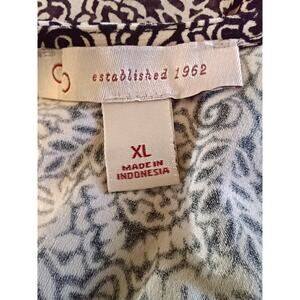 established 1962
XL
MADE IN
INDONESIA